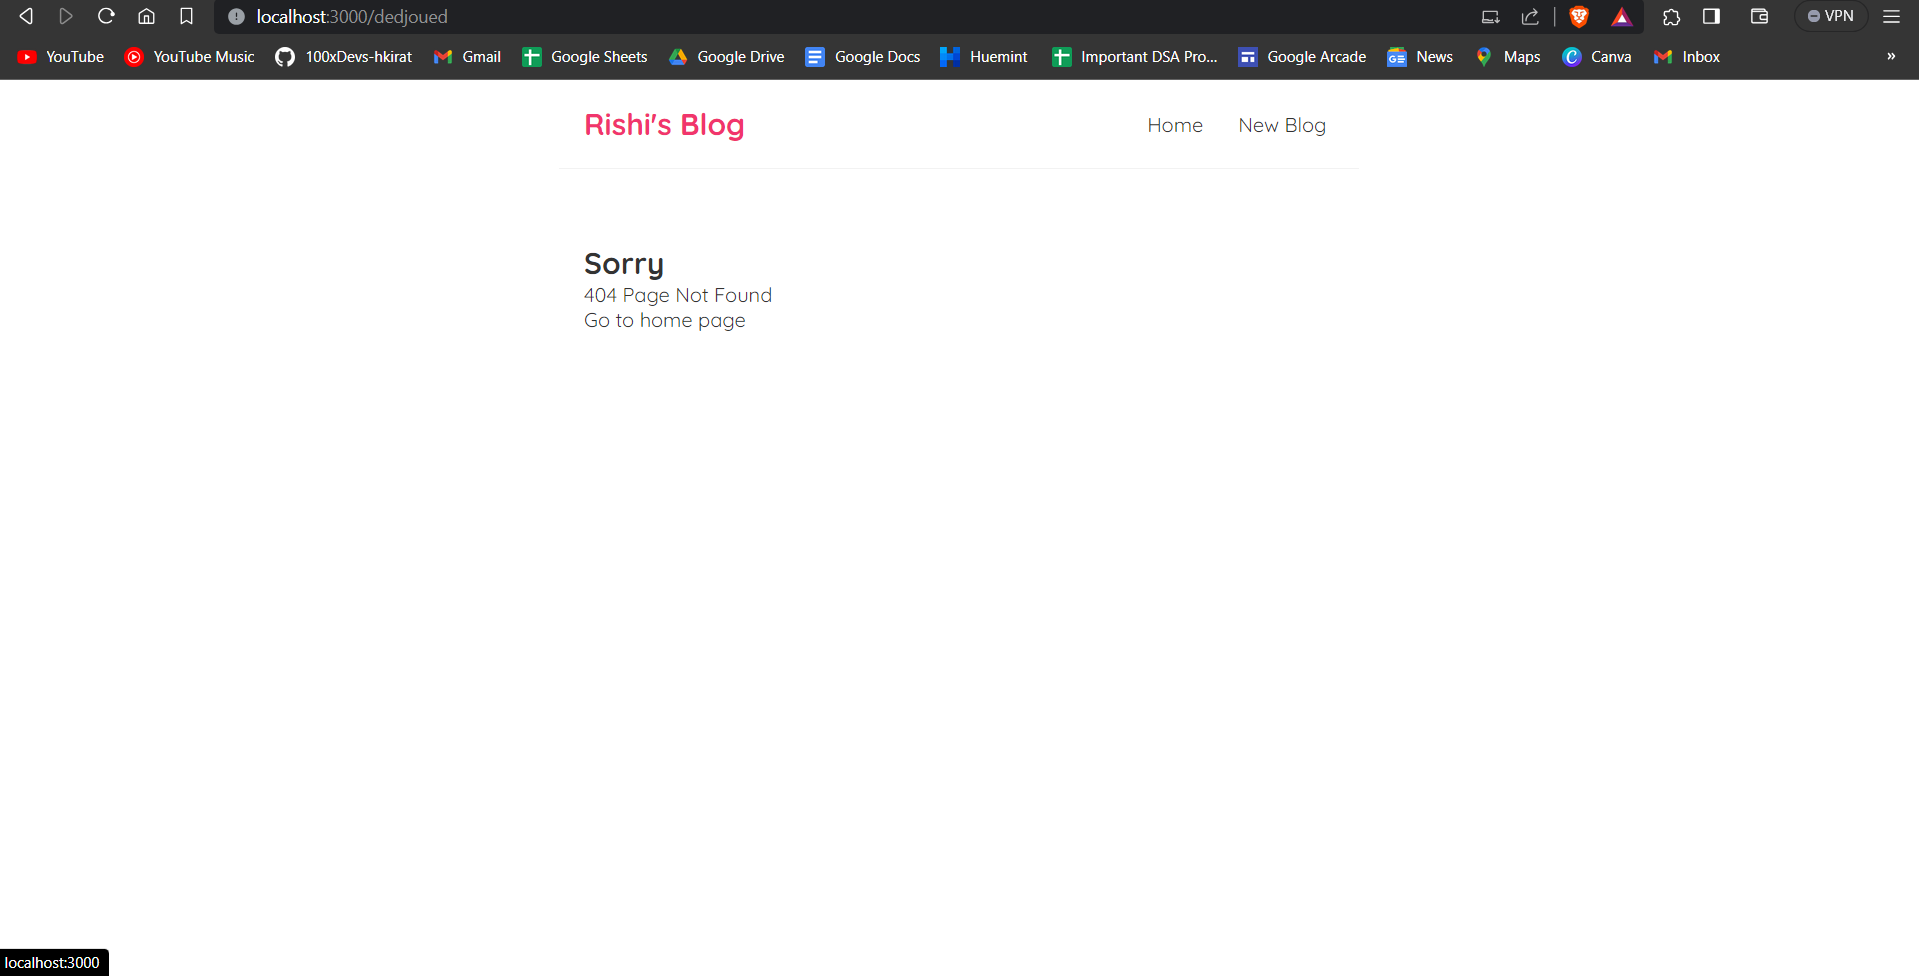 localhost:3000/dedjoued
VPN
YouTube YouTube Music 100xDevs-hkirat Gmail Google Sheets Google Drive Google Docs Huemint Important DSA Pro... Google Arcade News Maps Canva Inbox »
Rishi's Blog Home New Blog
Sorry
404 Page Not Found
Go to home page
localhost:3000